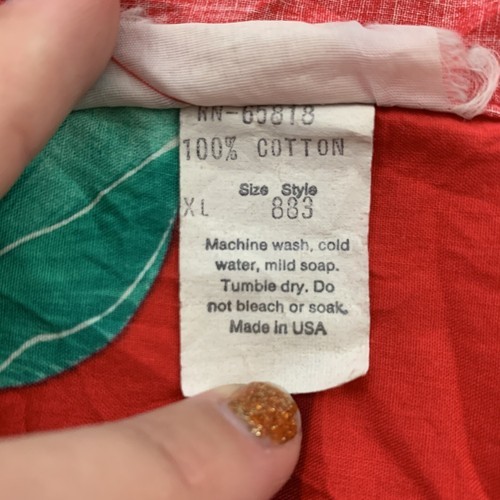 RN-65818
100% COTTON
Size Style
XL 883
Machine wash, cold
water, mild soap.
Tumble dry. Do
not bleach or soak.
Made in USA